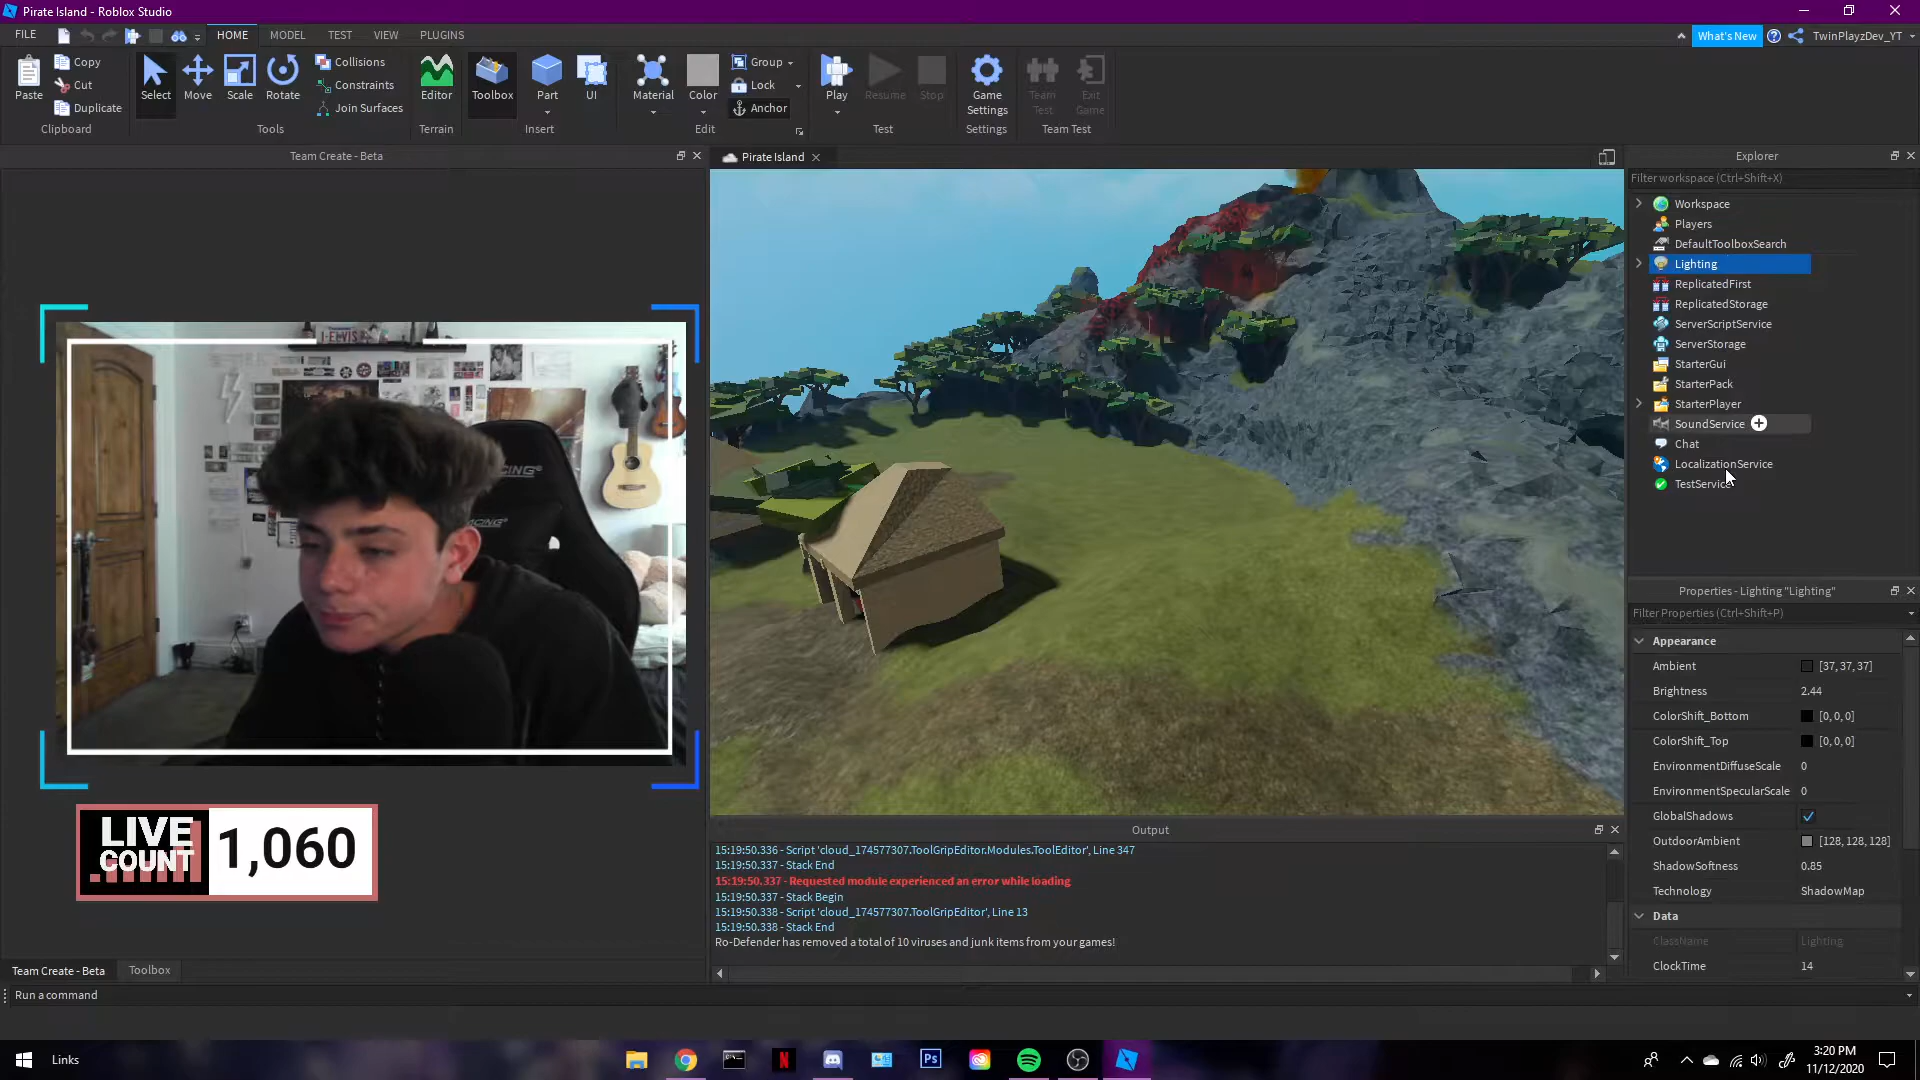 Pirate Island - Roblox Studio
FILE HOME MODEL TEST VIEW PLUGINS What's New TwinPlayzDev_YT
Paste Copy Cut Duplicate Select Move Scale Rotate Collisions Constraints Join Surfaces Editor Toolbox Part UI Material Color Group Lock Anchor Play Resume Stop Game Settings Team Test Exit Game
Clipboard Tools Terrain Insert Edit Test Settings Team Test
Team Create - Beta
Pirate Island
Explorer
Filter workspace (Ctrl+Shift+X)
Workspace
Players
DefaultToolboxSearch
Lighting
ReplicatedFirst
ReplicatedStorage
ServerScriptService
ServerStorage
StarterGui
StarterPack
StarterPlayer
SoundService
Chat
LocalizationService
TestService
Properties - Lighting "Lighting"
Filter Properties (Ctrl+Shift+P)
Appearance
Ambient [37, 37, 37]
Brightness 2.44
ColorShift_Bottom [0, 0, 0]
ColorShift_Top [0, 0, 0]
EnvironmentDiffuseScale 0
EnvironmentSpecularScale 0
GlobalShadows
OutdoorAmbient [128, 128, 128]
ShadowSoftness 0.85
Technology ShadowMap
Data
ClassName Lighting
ClockTime 14
J·ELVIS
RACING
LIVE COUNT 1,060
Output
15:19:50.336 - Script 'cloud_174577307.ToolGripEditor.Modules.ToolEditor', Line 347
15:19:50.337 - Stack End
15:19:50.337 - Requested module experienced an error while loading
15:19:50.337 - Stack Begin
15:19:50.338 - Script 'cloud_174577307.ToolGripEditor', Line 13
15:19:50.338 - Stack End
Ro-Defender has removed a total of 10 viruses and junk items from your games!
Team Create - Beta Toolbox
Run a command
Links
Ps
3:20 PM
11/12/2020